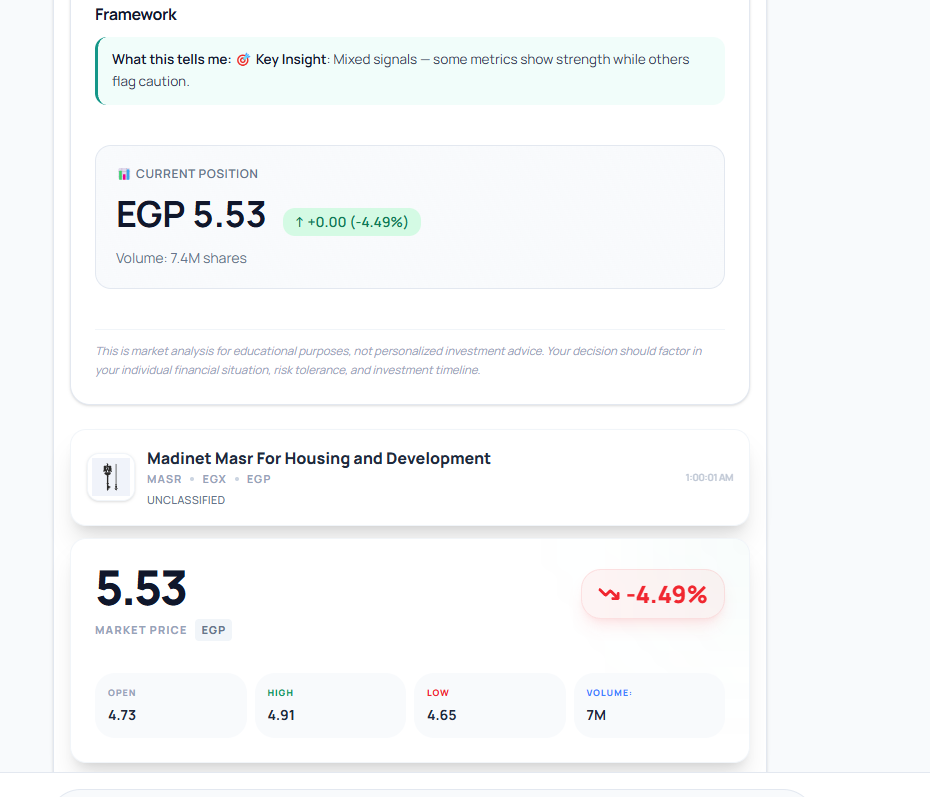 Framework
What this tells me: 🎯 Key Insight: Mixed signals — some metrics show strength while others
flag caution.
📊 CURRENT POSITION
EGP 5.53 ↑ +0.00 (-4.49%)
Volume: 7.4M shares
This is market analysis for educational purposes, not personalized investment advice. Your decision should factor in
your individual financial situation, risk tolerance, and investment timeline.
Madinet Masr For Housing and Development
MASR • EGX • EGP
1:00:01 AM
UNCLASSIFIED
5.53
-4.49%
MARKET PRICE EGP
OPEN HIGH LOW VOLUME:
4.73 4.91 4.65 7M